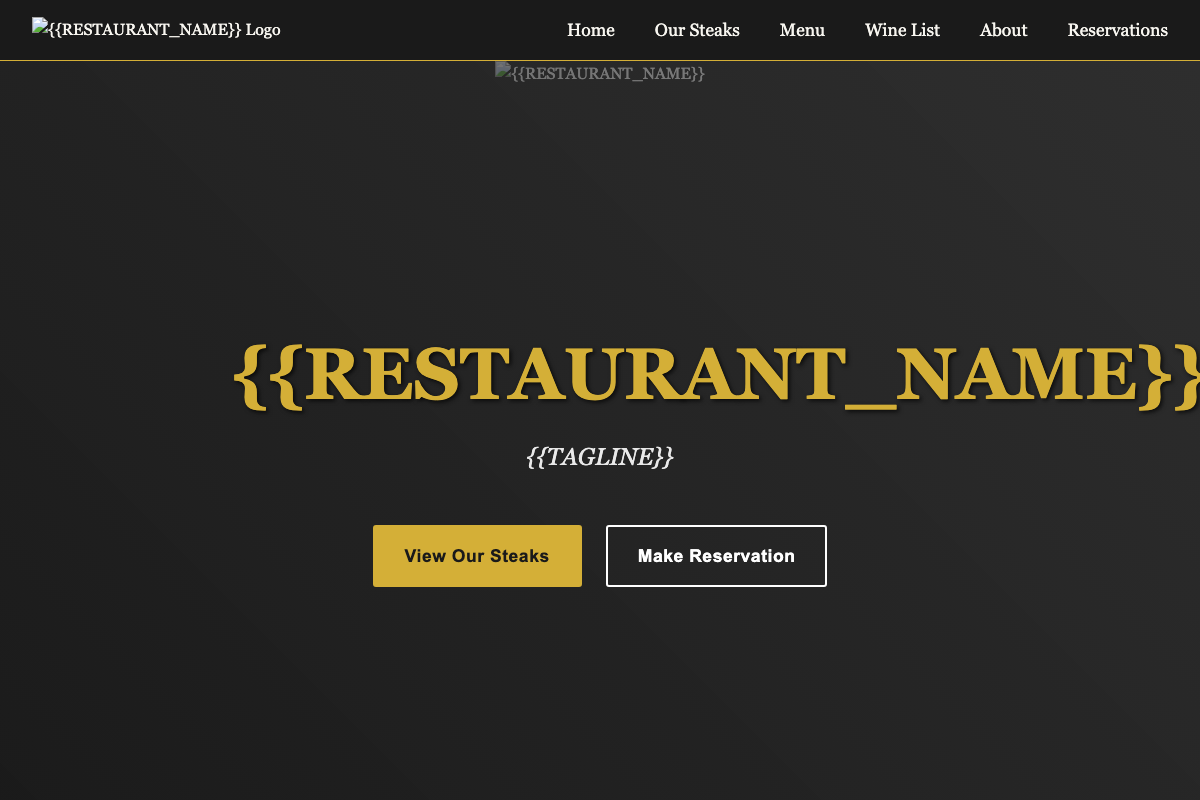 {{RESTAURANT_NAME}} Logo
Home Our Steaks Menu Wine List About Reservations
{{RESTAURANT_NAME}}
{{RESTAURANT_NAME}}
{{TAGLINE}}
View Our Steaks Make Reservation